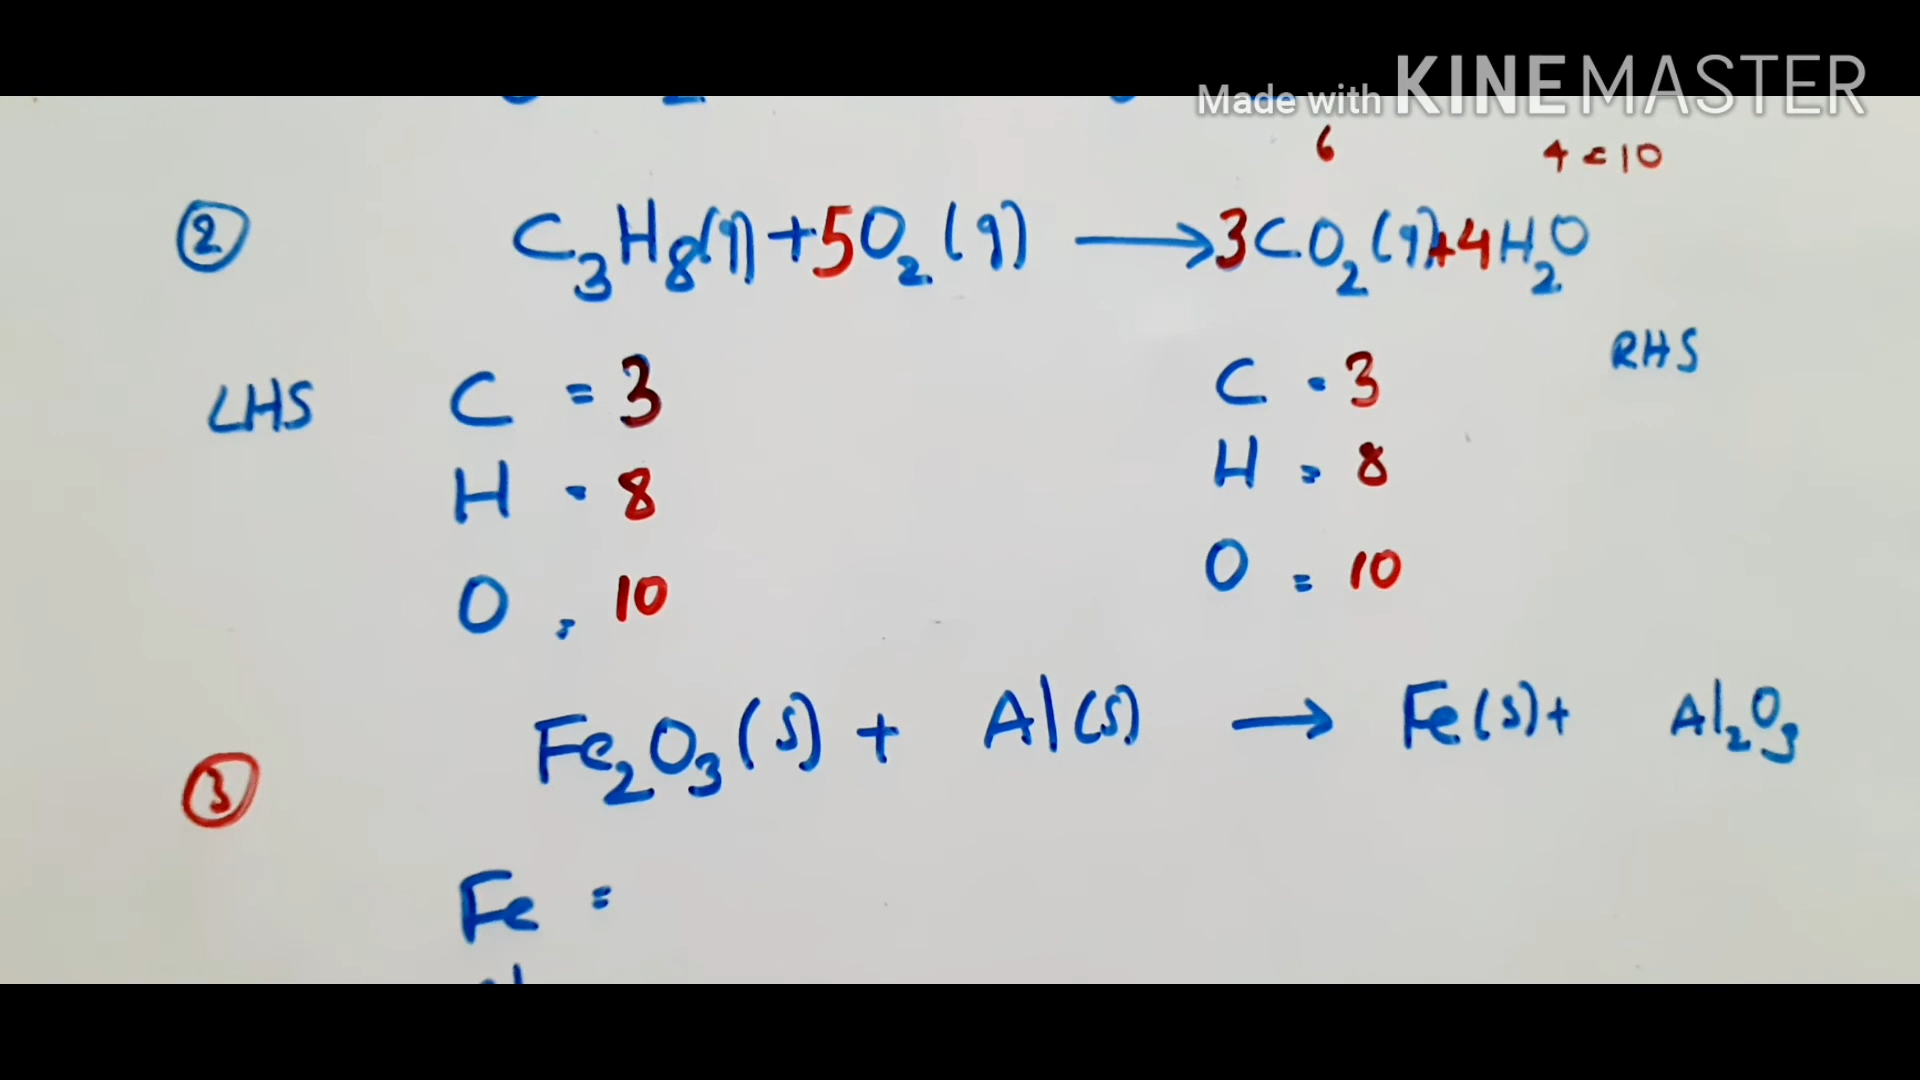 Made with KINEMASTER
6 4 = 10
② C₃H₈(g) + 5O₂(g) → 3CO₂(g) + 4H₂O
RHS
LHS C = 3 C = 3
H = 8 H = 8
O = 10 O = 10
③ Fe₂O₃(s) + Al(s) → Fe(s) + Al₂O₃
Fe =